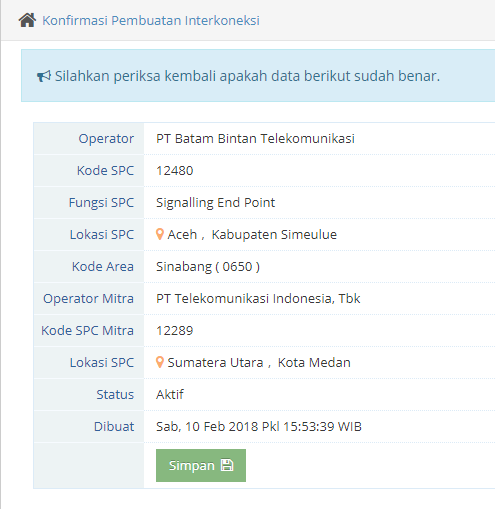 Konfirmasi Pembuatan Interkoneksi
Silahkan periksa kembali apakah data berikut sudah benar.
Operator PT Batam Bintan Telekomunikasi
Kode SPC 12480
Fungsi SPC Signalling End Point
Lokasi SPC Aceh , Kabupaten Simeulue
Kode Area Sinabang ( 0650 )
Operator Mitra PT Telekomunikasi Indonesia, Tbk
Kode SPC Mitra 12289
Lokasi SPC Sumatera Utara , Kota Medan
Status Aktif
Dibuat Sab, 10 Feb 2018 Pkl 15:53:39 WIB
Simpan